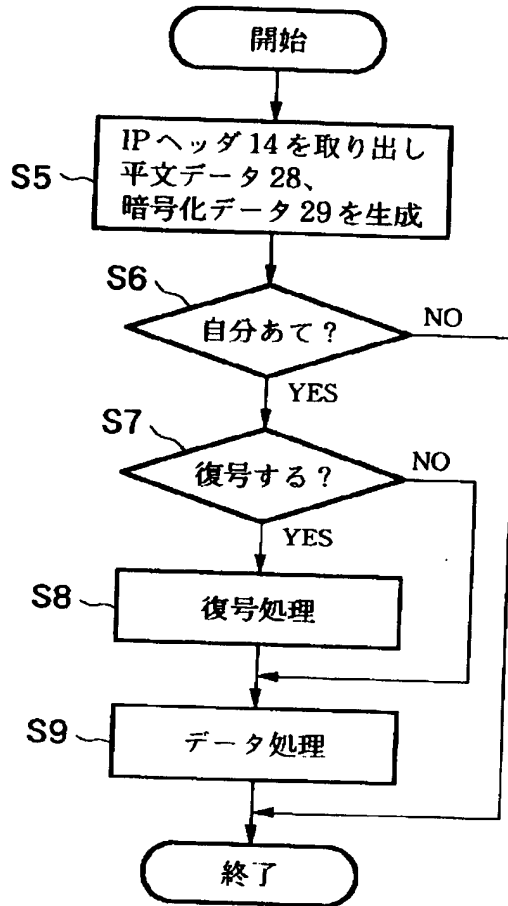 開始
S5
IPヘッダ14を取り出し
平文データ28、
暗号化データ29を生成
S6
自分あて?
NO
YES
S7
復号する?
NO
YES
S8
復号処理
S9
データ処理
終了